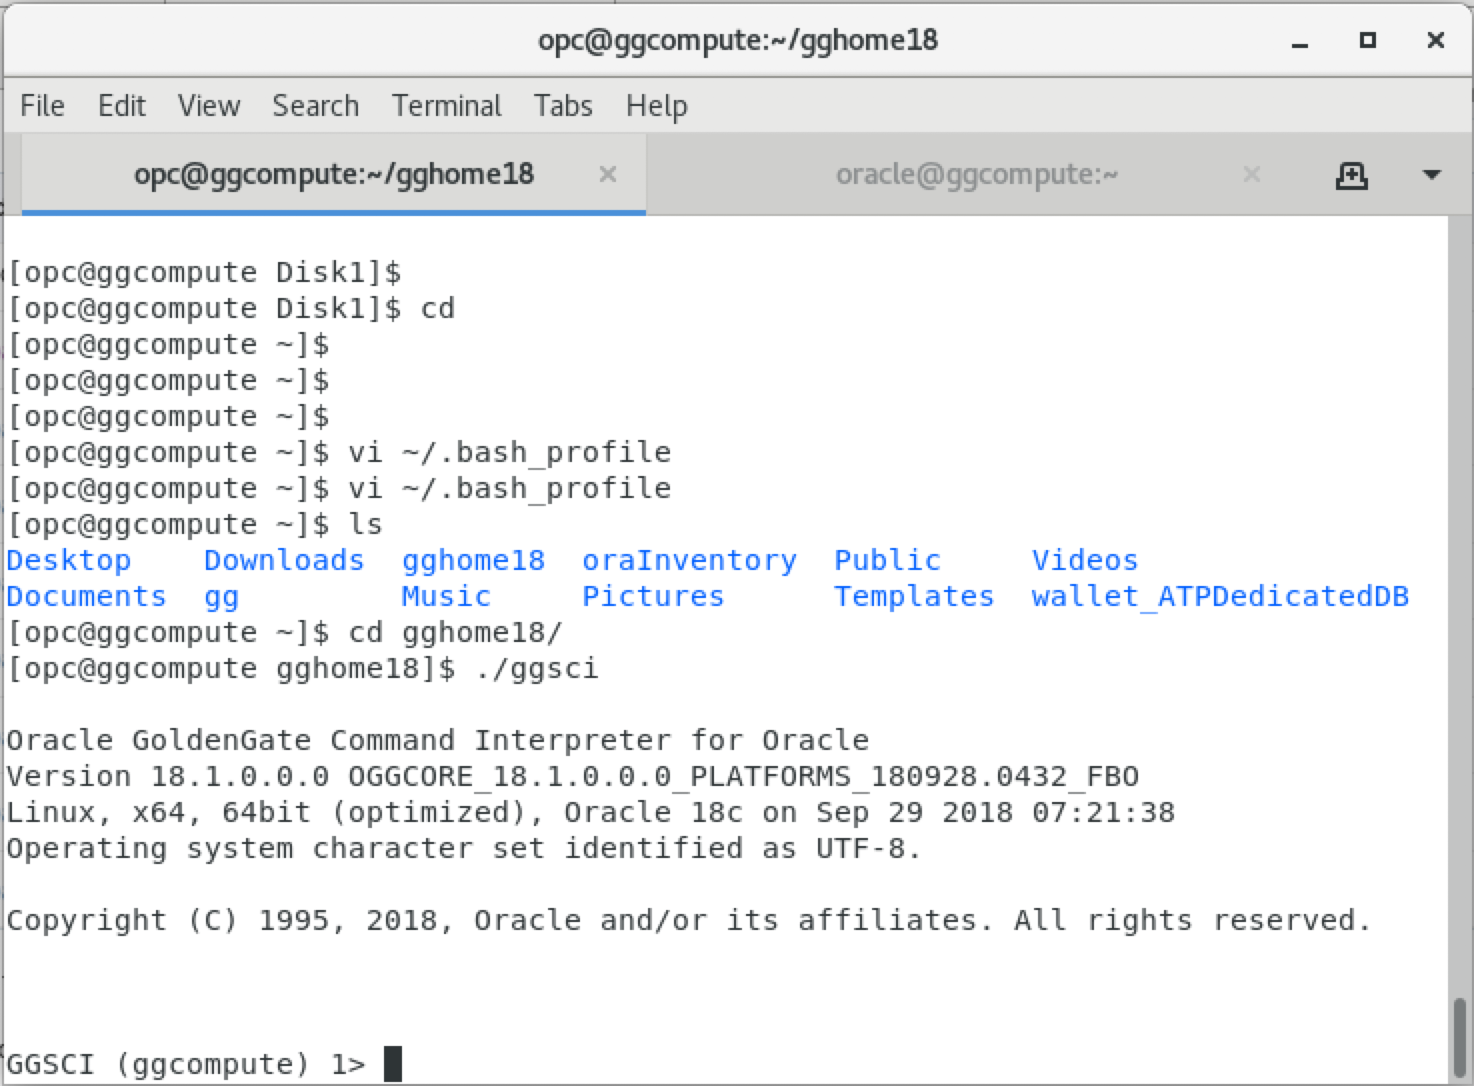 opc@ggcompute:~/gghome18
File Edit View Search Terminal Tabs Help
opc@ggcompute:~/gghome18 oracle@ggcompute:~
[opc@ggcompute Disk1]$
[opc@ggcompute Disk1]$ cd
[opc@ggcompute ~]$
[opc@ggcompute ~]$
[opc@ggcompute ~]$
[opc@ggcompute ~]$ vi ~/.bash_profile
[opc@ggcompute ~]$ vi ~/.bash_profile
[opc@ggcompute ~]$ ls
Desktop Downloads gghome18 oraInventory Public Videos
Documents gg Music Pictures Templates wallet_ATPDedicatedDB
[opc@ggcompute ~]$ cd gghome18/
[opc@ggcompute gghome18]$ ./ggsci
Oracle GoldenGate Command Interpreter for Oracle
Version 18.1.0.0.0 OGGCORE_18.1.0.0.0_PLATFORMS_180928.0432_FBO
Linux, x64, 64bit (optimized), Oracle 18c on Sep 29 2018 07:21:38
Operating system character set identified as UTF-8.
Copyright (C) 1995, 2018, Oracle and/or its affiliates. All rights reserved.
GGSCI (ggcompute) 1>